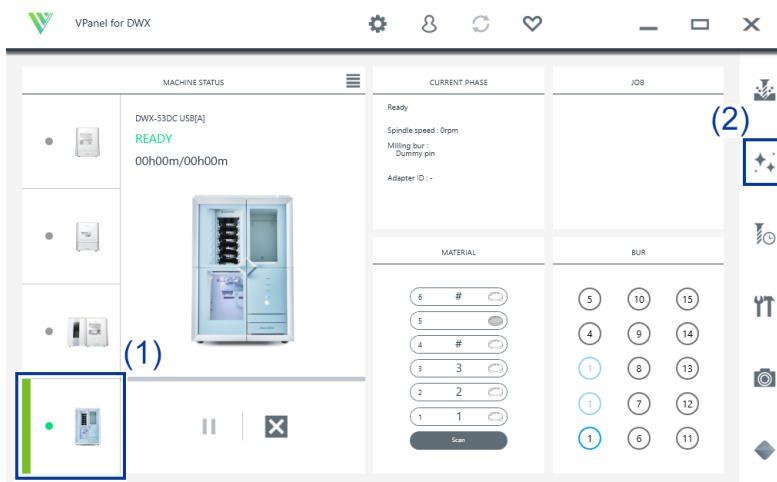 VPanel for DWX
MACHINE STATUS
DWX-53DC USB[A]
READY
00h00m/00h00m
(1)
CURRENT PHASE
Ready
Spindle speed : 0rpm
Milling bur :
Dummy pin
Adapter ID : -
JOB
(2)
MATERIAL
6 #
5
4 #
3 3
2 2
1 1
Scan
BUR
5 10 15
4 9 14
1 8 13
1 7 12
1 6 11